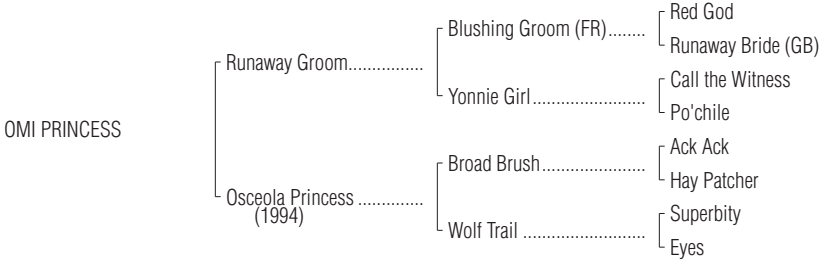 Red God
Blushing Groom (FR)........
Runaway Bride (GB)
Runaway Groom................
Call the Witness
Yonnie Girl........................
Po'chile
OMI PRINCESS
Ack Ack
Broad Brush......................
Hay Patcher
Osceola Princess ..............
(1994)
Superbity
Wolf Trail ..........................
Eyes